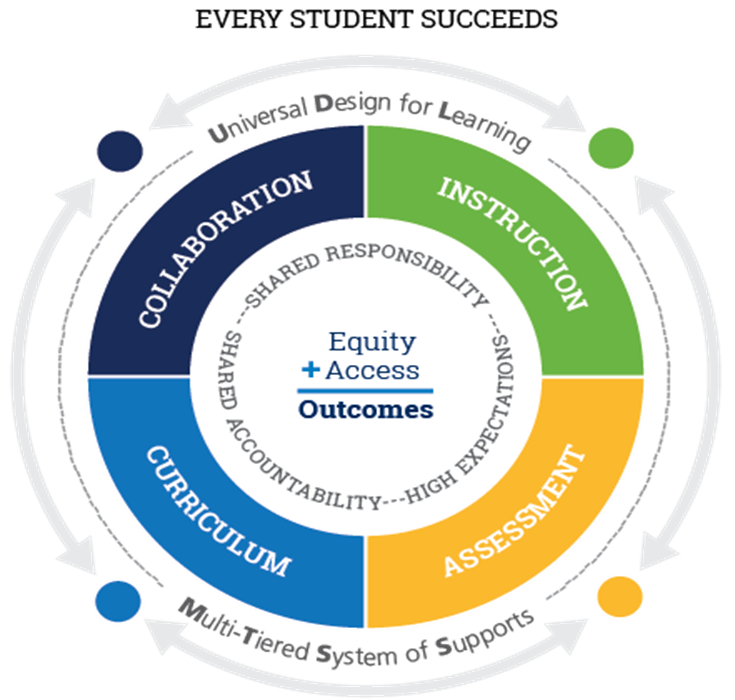 EVERY STUDENT SUCCEEDS
Universal Design for Learning
COLLABORATION
INSTRUCTION
---SHARED RESPONSIBILITY
---HIGH EXPECTATIONS
---SHARED ACCOUNTABILITY
Equity
+ Access
Outcomes
CURRICULUM
ASSESSMENT
Multi-Tiered System of Supports